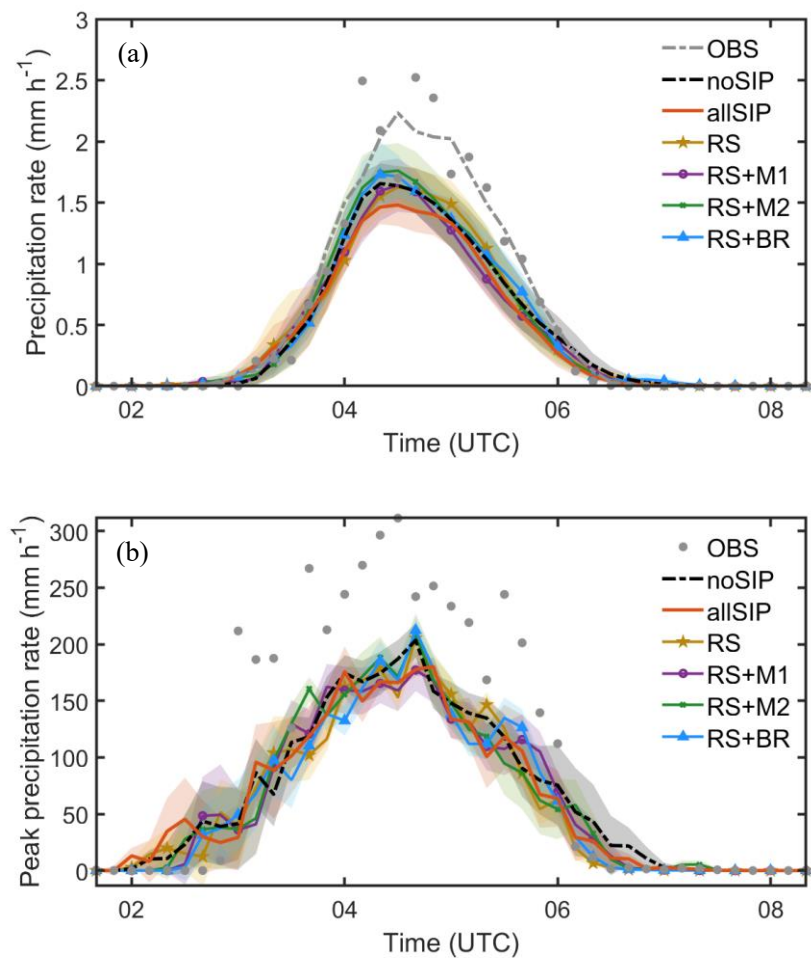 (a)
Precipitation rate (mm h⁻¹)
3
2.5
2
1.5
1
0.5
0
02
04
06
08
Time (UTC)
OBS
noSIP
allSIP
RS
RS+M1
RS+M2
RS+BR
(b)
Peak precipitation rate (mm h⁻¹)
300
250
200
150
100
50
0
02
04
06
08
Time (UTC)
OBS
noSIP
allSIP
RS
RS+M1
RS+M2
RS+BR